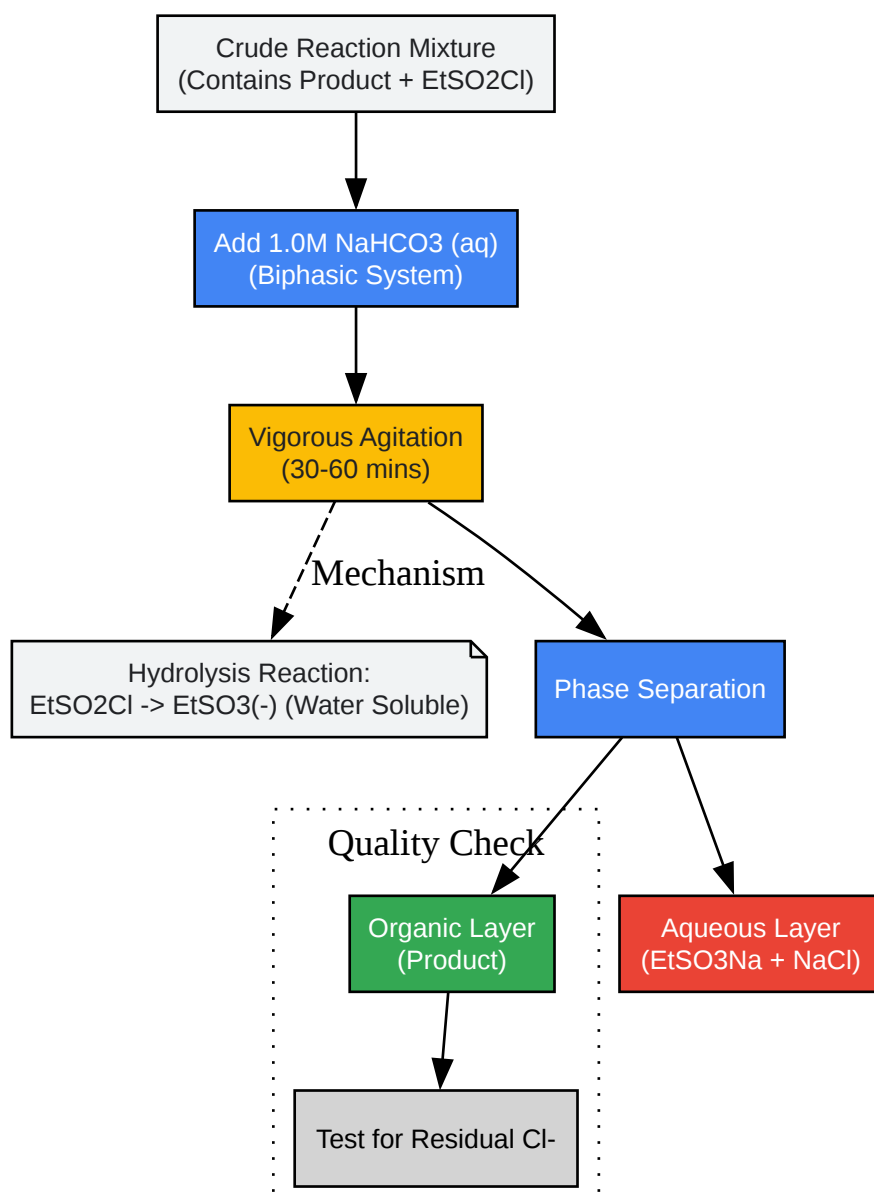 Crude Reaction Mixture
(Contains Product + EtSO2Cl)
Add 1.0M NaHCO3 (aq)
(Biphasic System)
Vigorous Agitation
(30-60 mins)
Mechanism
Hydrolysis Reaction:
EtSO2Cl -> EtSO3(-) (Water Soluble)
Phase Separation
Quality Check
Organic Layer
(Product)
Aqueous Layer
(EtSO3Na + NaCl)
Test for Residual Cl-